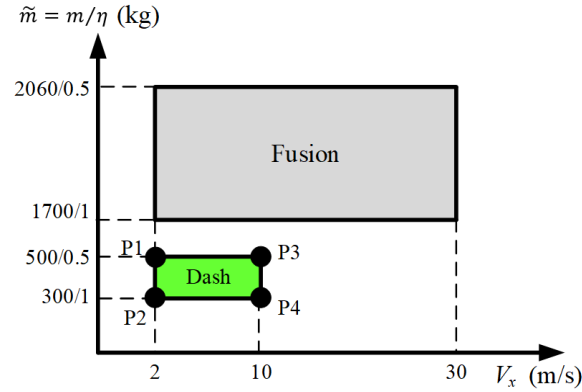 m̃ = m/η (kg)
2060/0.5
Fusion
1700/1
P1
P3
500/0.5
Dash
300/1
P2
P4
2
10
30
Vₓ (m/s)